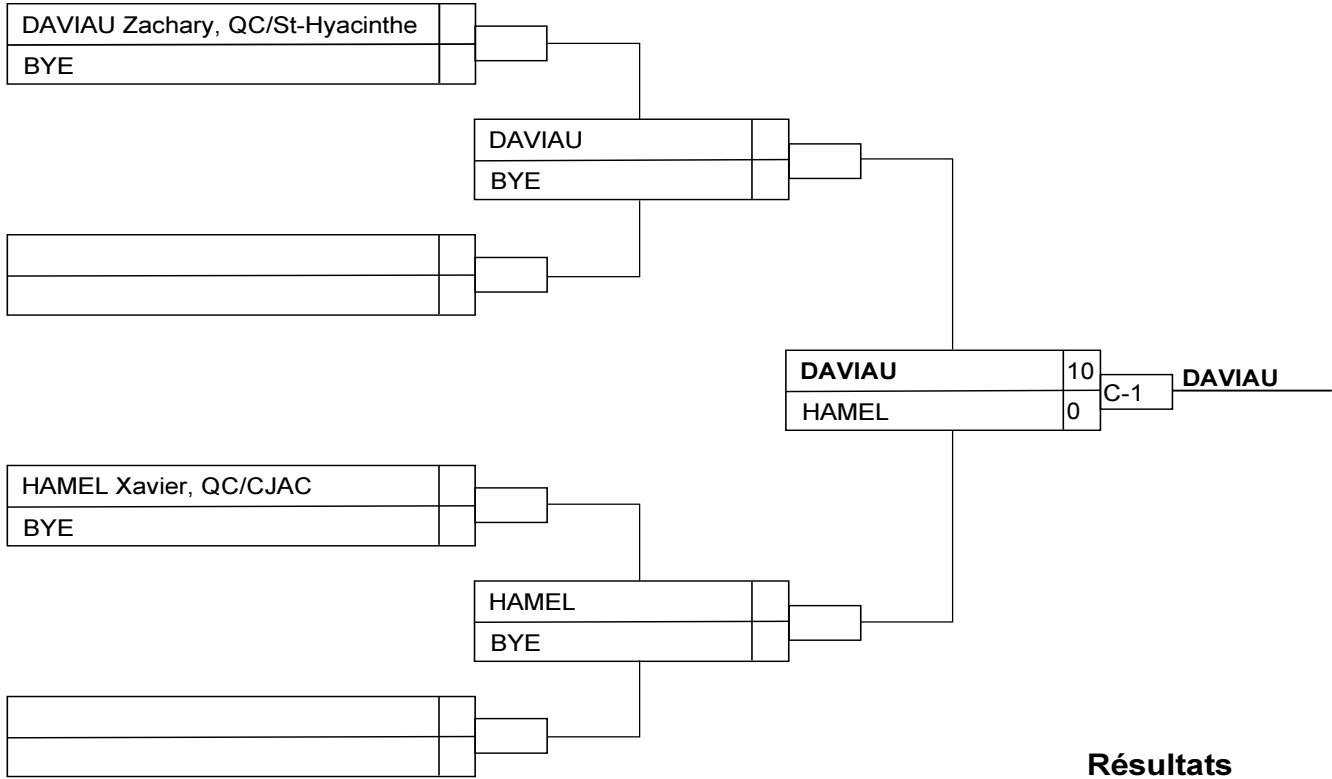 DAVIAU Zachary, QC/St-Hyacinthe
BYE
DAVIAU
BYE
DAVIAU 10
HAMEL 0
C-1
DAVIAU
HAMEL Xavier, QC/CJAC
BYE
HAMEL
BYE
Résultats